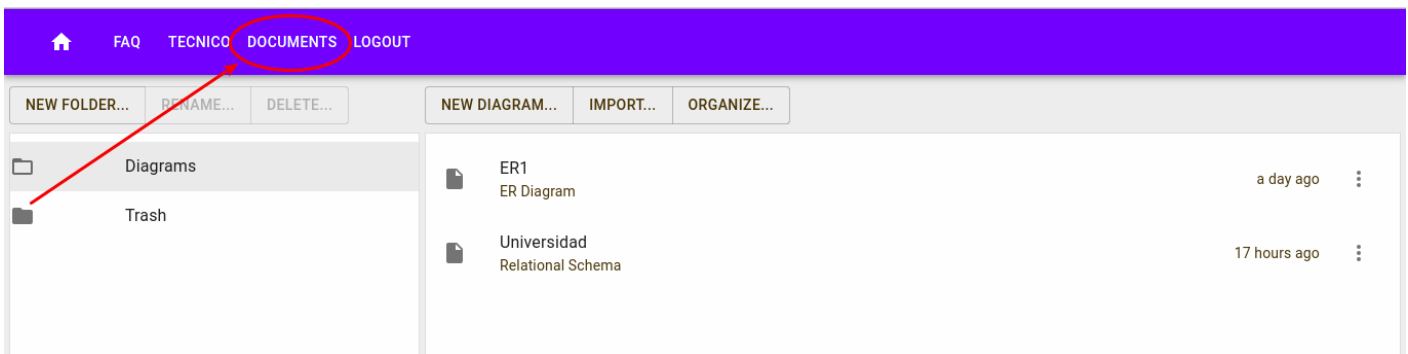 FAQ TECNICO DOCUMENTS LOGOUT
NEW FOLDER... RENAME... DELETE... NEW DIAGRAM... IMPORT... ORGANIZE...
Diagrams
Trash
ER1
ER Diagram
a day ago
Universidad
Relational Schema
17 hours ago